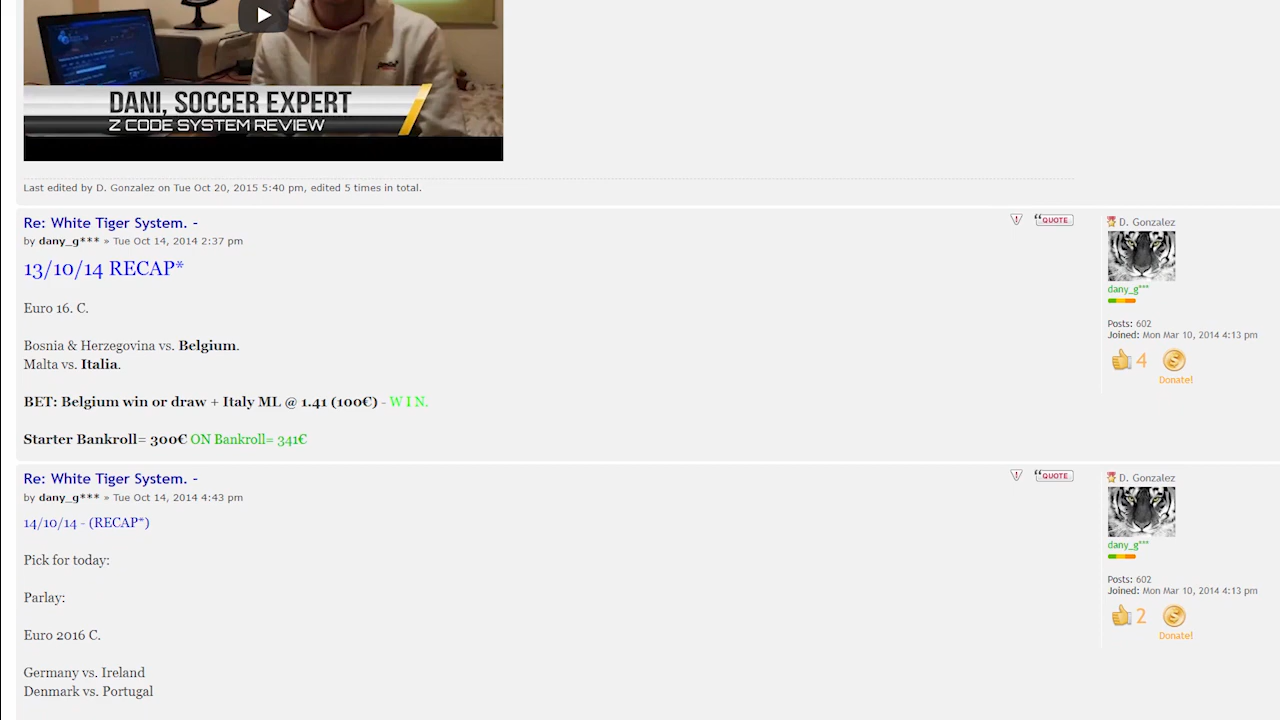 DANI, SOCCER EXPERT
Z CODE SYSTEM REVIEW
Last edited by D. Gonzalez on Tue Oct 20, 2015 5:40 pm, edited 5 times in total.
Re: White Tiger System. -
QUOTE
by dany_g*** » Tue Oct 14, 2014 2:37 pm
13/10/14 RECAP*
Euro 16. C.
Bosnia & Herzegovina vs. Belgium.
Malta vs. Italia.
BET: Belgium win or draw + Italy ML @ 1.41 (100€) - W I N.
Starter Bankroll= 300€ ON Bankroll= 341€
D. Gonzalez
dany_g***
Posts: 602
Joined: Mon Mar 10, 2014 4:13 pm
4
Donate!
Re: White Tiger System. -
QUOTE
by dany_g*** » Tue Oct 14, 2014 4:43 pm
14/10/14 - (RECAP*)
Pick for today:
Parlay:
Euro 2016 C.
Germany vs. Ireland
Denmark vs. Portugal
D. Gonzalez
dany_g***
Posts: 602
Joined: Mon Mar 10, 2014 4:13 pm
2
Donate!